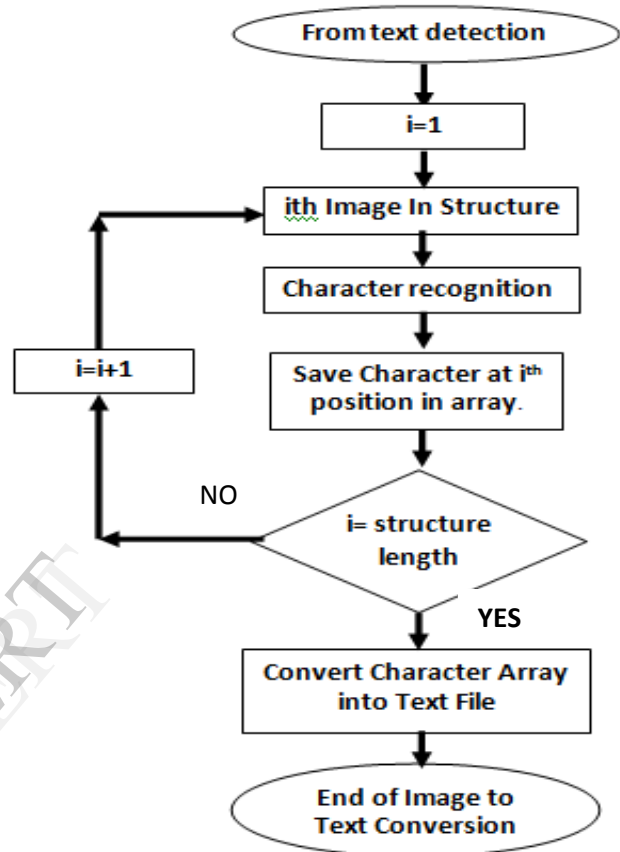 From text detection
i=1
ith Image In Structure
Character recognition
i=i+1
Save Character at iᵗʰ
position in array.
NO
i= structure
length
YES
Convert Character Array
into Text File
End of Image to
Text Conversion